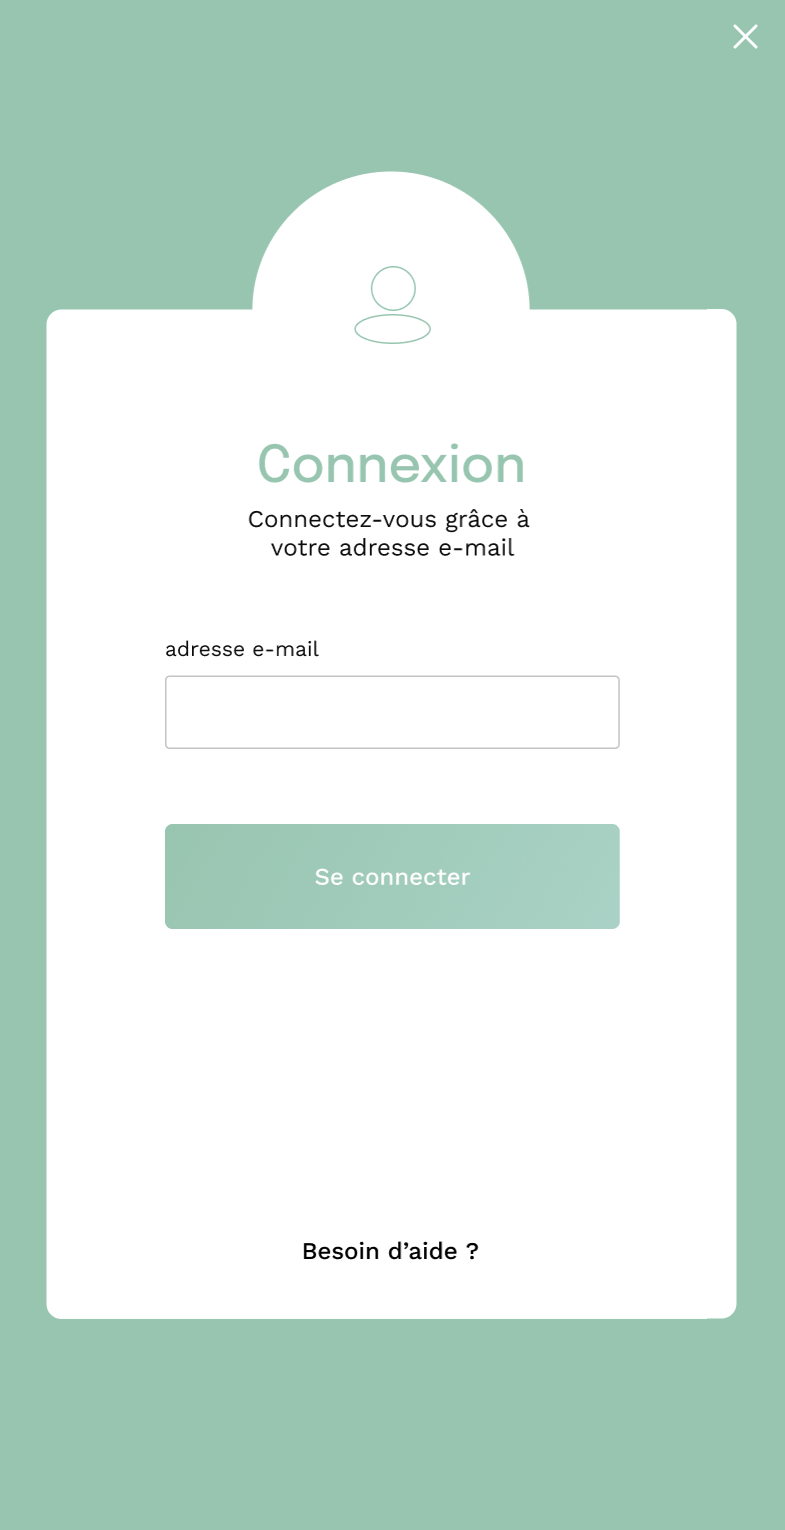 Connexion
Connectez-vous grâce à
votre adresse e-mail
adresse e-mail
Se connecter
Besoin d’aide ?